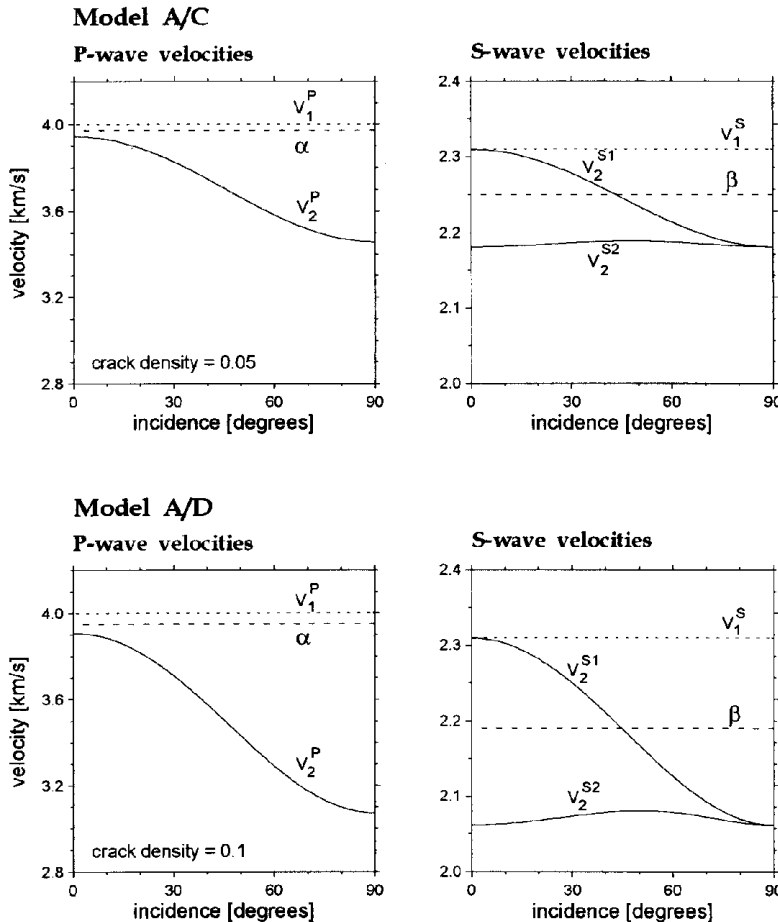 Model A/C
P-wave velocities
S-wave velocities
velocity [km/s]
4.0
3.6
3.2
2.8
V₁ᴾ
α
V₂ᴾ
crack density = 0.05
0 30 60 90
incidence [degrees]
2.4
2.3
2.2
2.1
2.0
V₁ˢ
V₂ˢ¹
β
V₂ˢ²
0 30 60 90
incidence [degrees]
Model A/D
P-wave velocities
S-wave velocities
velocity [km/s]
4.0
3.6
3.2
2.8
V₁ᴾ
α
V₂ᴾ
crack density = 0.1
0 30 60 90
incidence [degrees]
2.4
2.3
2.2
2.1
2.0
V₁ˢ
V₂ˢ¹
β
V₂ˢ²
0 30 60 90
incidence [degrees]